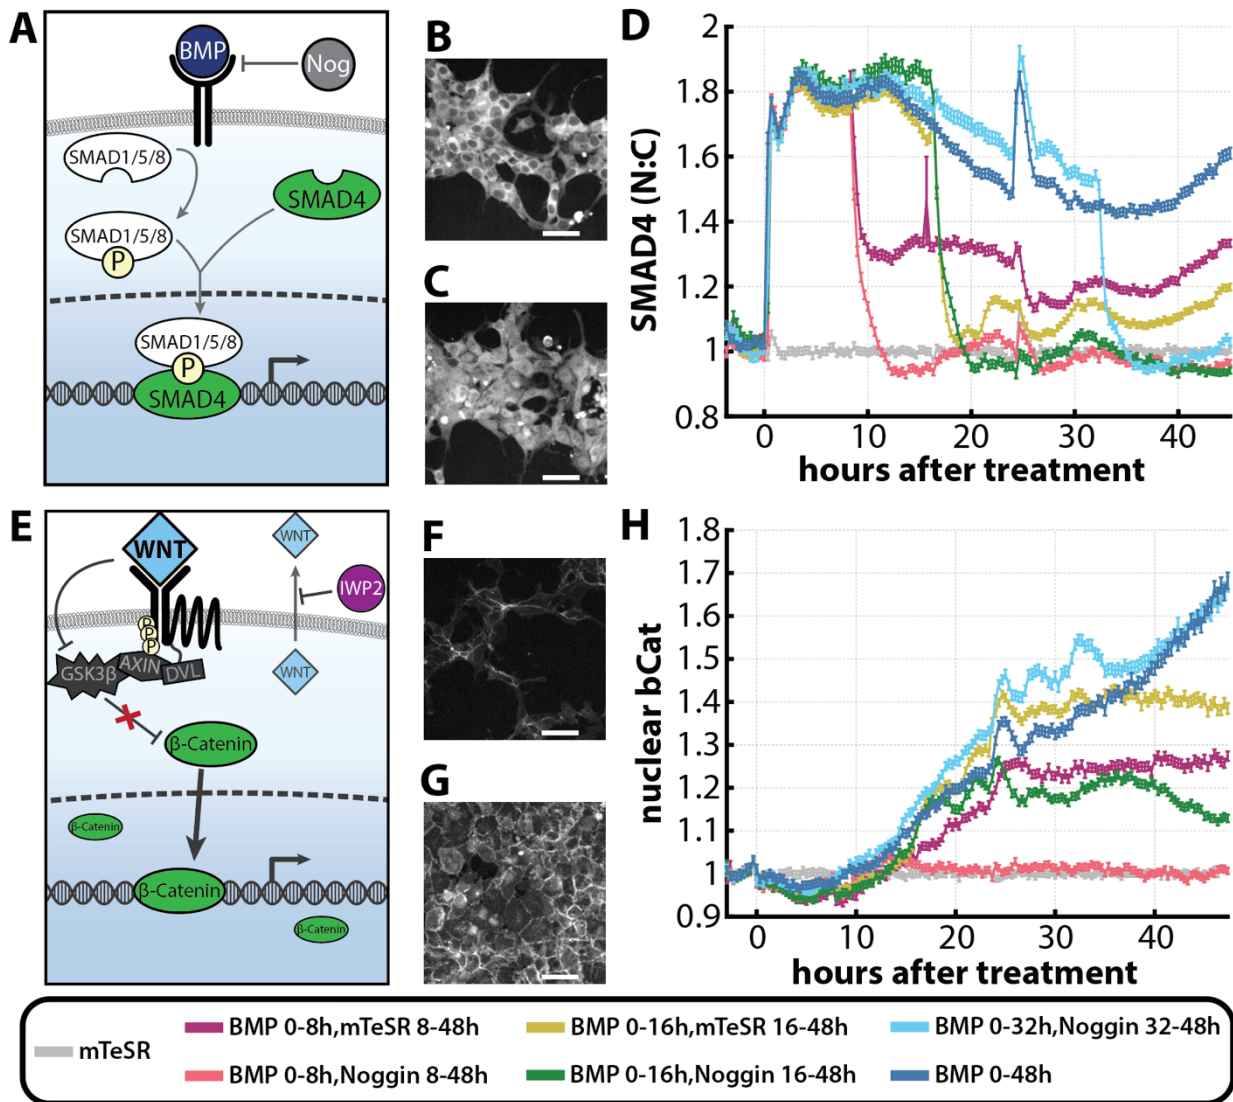 A
BMP
Nog
SMAD1/5/8
SMAD4
SMAD1/5/8
P
SMAD1/5/8
P
SMAD4
B
C
D
SMAD4 (N:C)
2
1.8
1.6
1.4
1.2
1
0.8
0 10 20 30 40
hours after treatment
E
WNT
WNT
IWP2
P
P
P
WNT
GSK3β
AXIN
DVL
β-Catenin
β-Catenin
β-Catenin
β-Catenin
F
G
H
nuclear bCat
1.8
1.7
1.6
1.5
1.4
1.3
1.2
1.1
1
0.9
0 10 20 30 40
hours after treatment
mTeSR
BMP 0-8h,mTeSR 8-48h
BMP 0-16h,mTeSR 16-48h
BMP 0-32h,Noggin 32-48h
BMP 0-8h,Noggin 8-48h
BMP 0-16h,Noggin 16-48h
BMP 0-48h